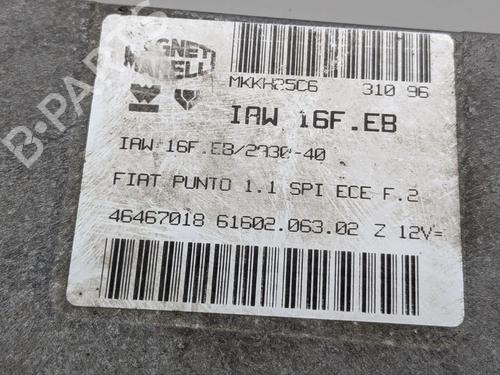 MAGNETI
MARELLI
MKKH25C6 310 96
IAW 16F.EB
IAW 16F.EB/2930-40
FIAT PUNTO 1.1 SPI ECE F.2
46467018 61602.063.02 Z 12V=
B-PARTS